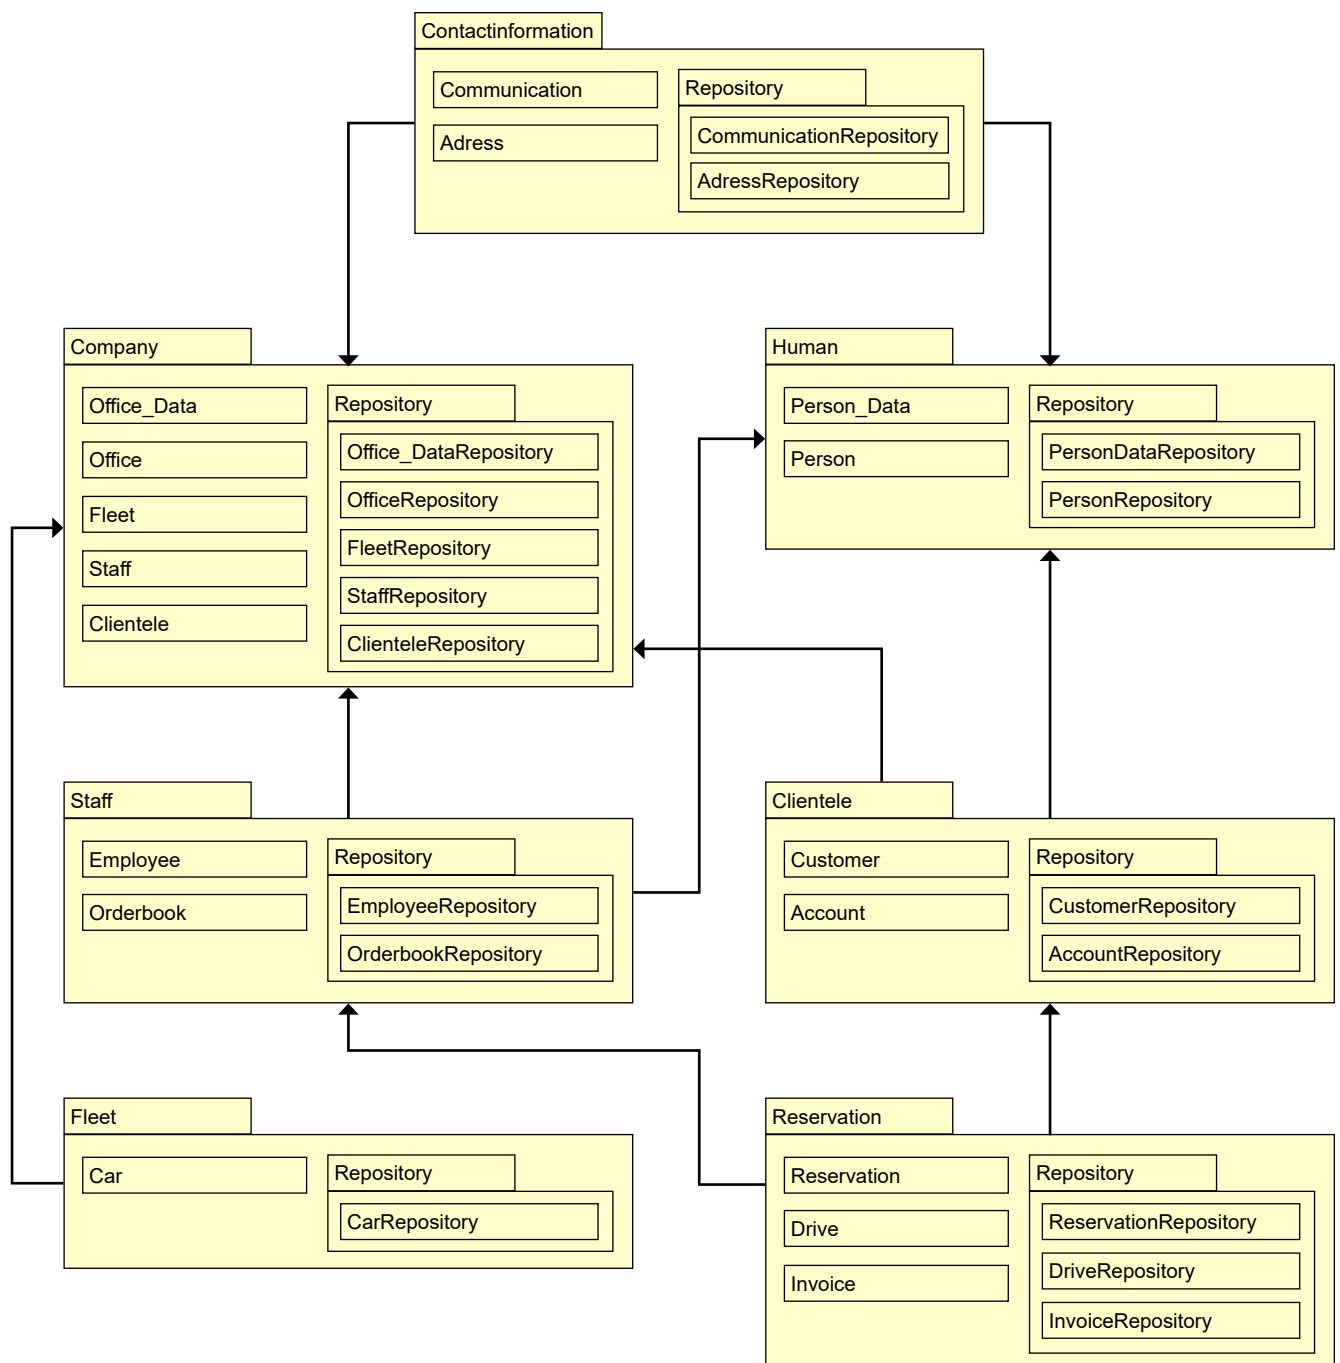 Contactinformation
Communication
Adress
Repository
CommunicationRepository
AdressRepository
Company
Office_Data
Office
Fleet
Staff
Clientele
Repository
Office_DataRepository
OfficeRepository
FleetRepository
StaffRepository
ClienteleRepository
Human
Person_Data
Person
Repository
PersonDataRepository
PersonRepository
Staff
Employee
Orderbook
Repository
EmployeeRepository
OrderbookRepository
Clientele
Customer
Account
Repository
CustomerRepository
AccountRepository
Fleet
Car
Repository
CarRepository
Reservation
Reservation
Drive
Invoice
Repository
ReservationRepository
DriveRepository
InvoiceRepository